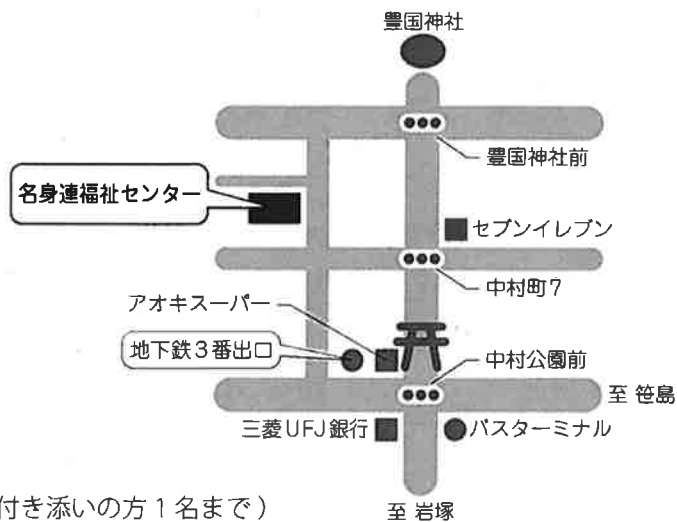 豊国神社
豊国神社前
名身連福祉センター
セブンイレブン
中村町7
アオキスーパー
地下鉄3番出口
中村公園前
至 笹島
三菱UFJ銀行
バスターミナル
付き添いの方1名まで）
至 岩塚